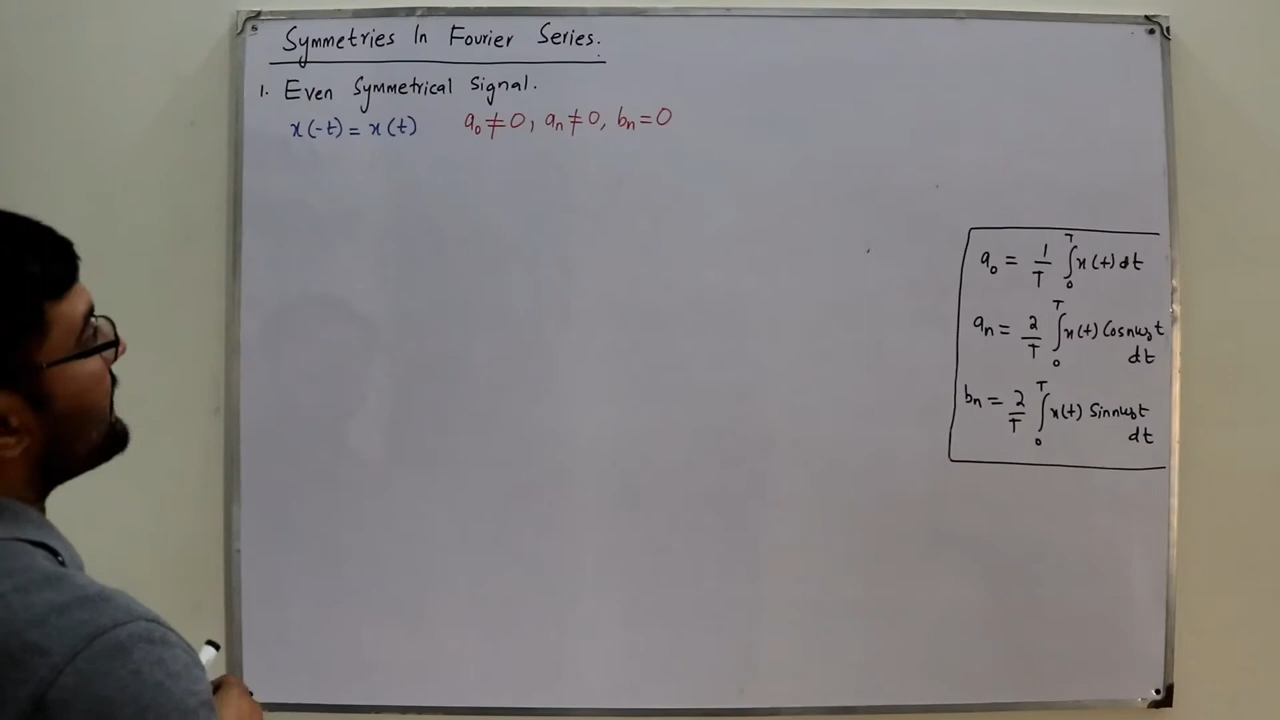 Symmetries In Fourier Series.
1. Even Symmetrical Signal.
x(-t) = x(t) a₀ ≠ 0, aₙ ≠ 0, bₙ = 0
a₀ = 1/T ∫₀ᵀ x(t) dt
aₙ = 2/T ∫₀ᵀ x(t) Cosnω₀t
dt
bₙ = 2/T ∫₀ᵀ x(t) Sinnω₀t
dt